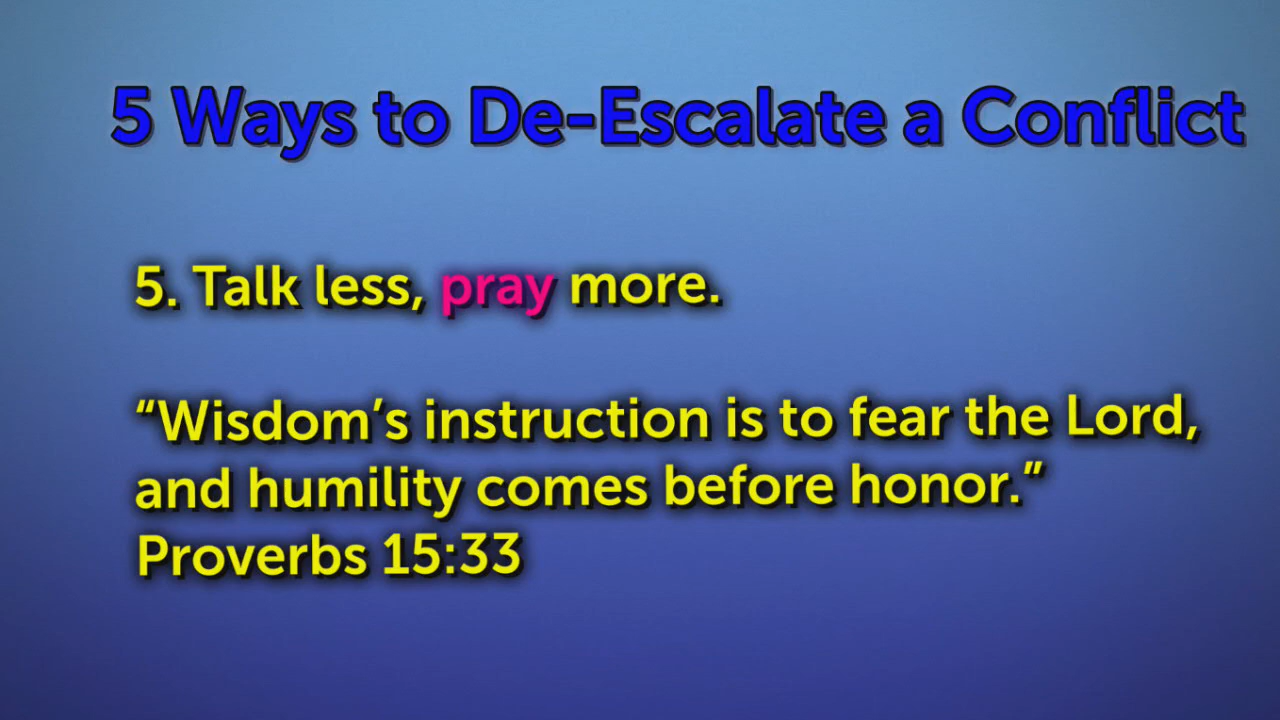 5 Ways to De-Escalate a Conflict
5. Talk less, pray more.
“Wisdom’s instruction is to fear the Lord,
and humility comes before honor.”
Proverbs 15:33